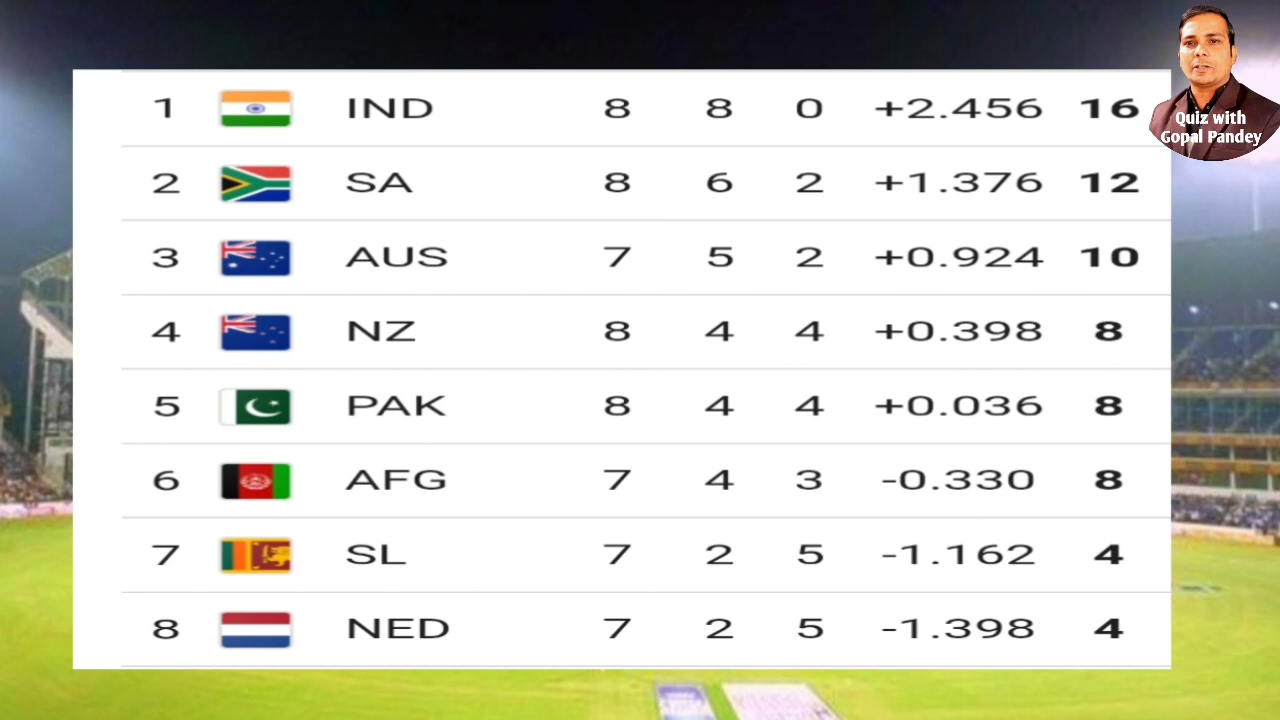 1 IND 8 8 0 +2.456 16
2 SA 8 6 2 +1.376 12
3 AUS 7 5 2 +0.924 10
4 NZ 8 4 4 +0.398 8
5 PAK 8 4 4 +0.036 8
6 AFG 7 4 3 -0.330 8
7 SL 7 2 5 -1.162 4
8 NED 7 2 5 -1.398 4
Quiz with
Gopal Pandey